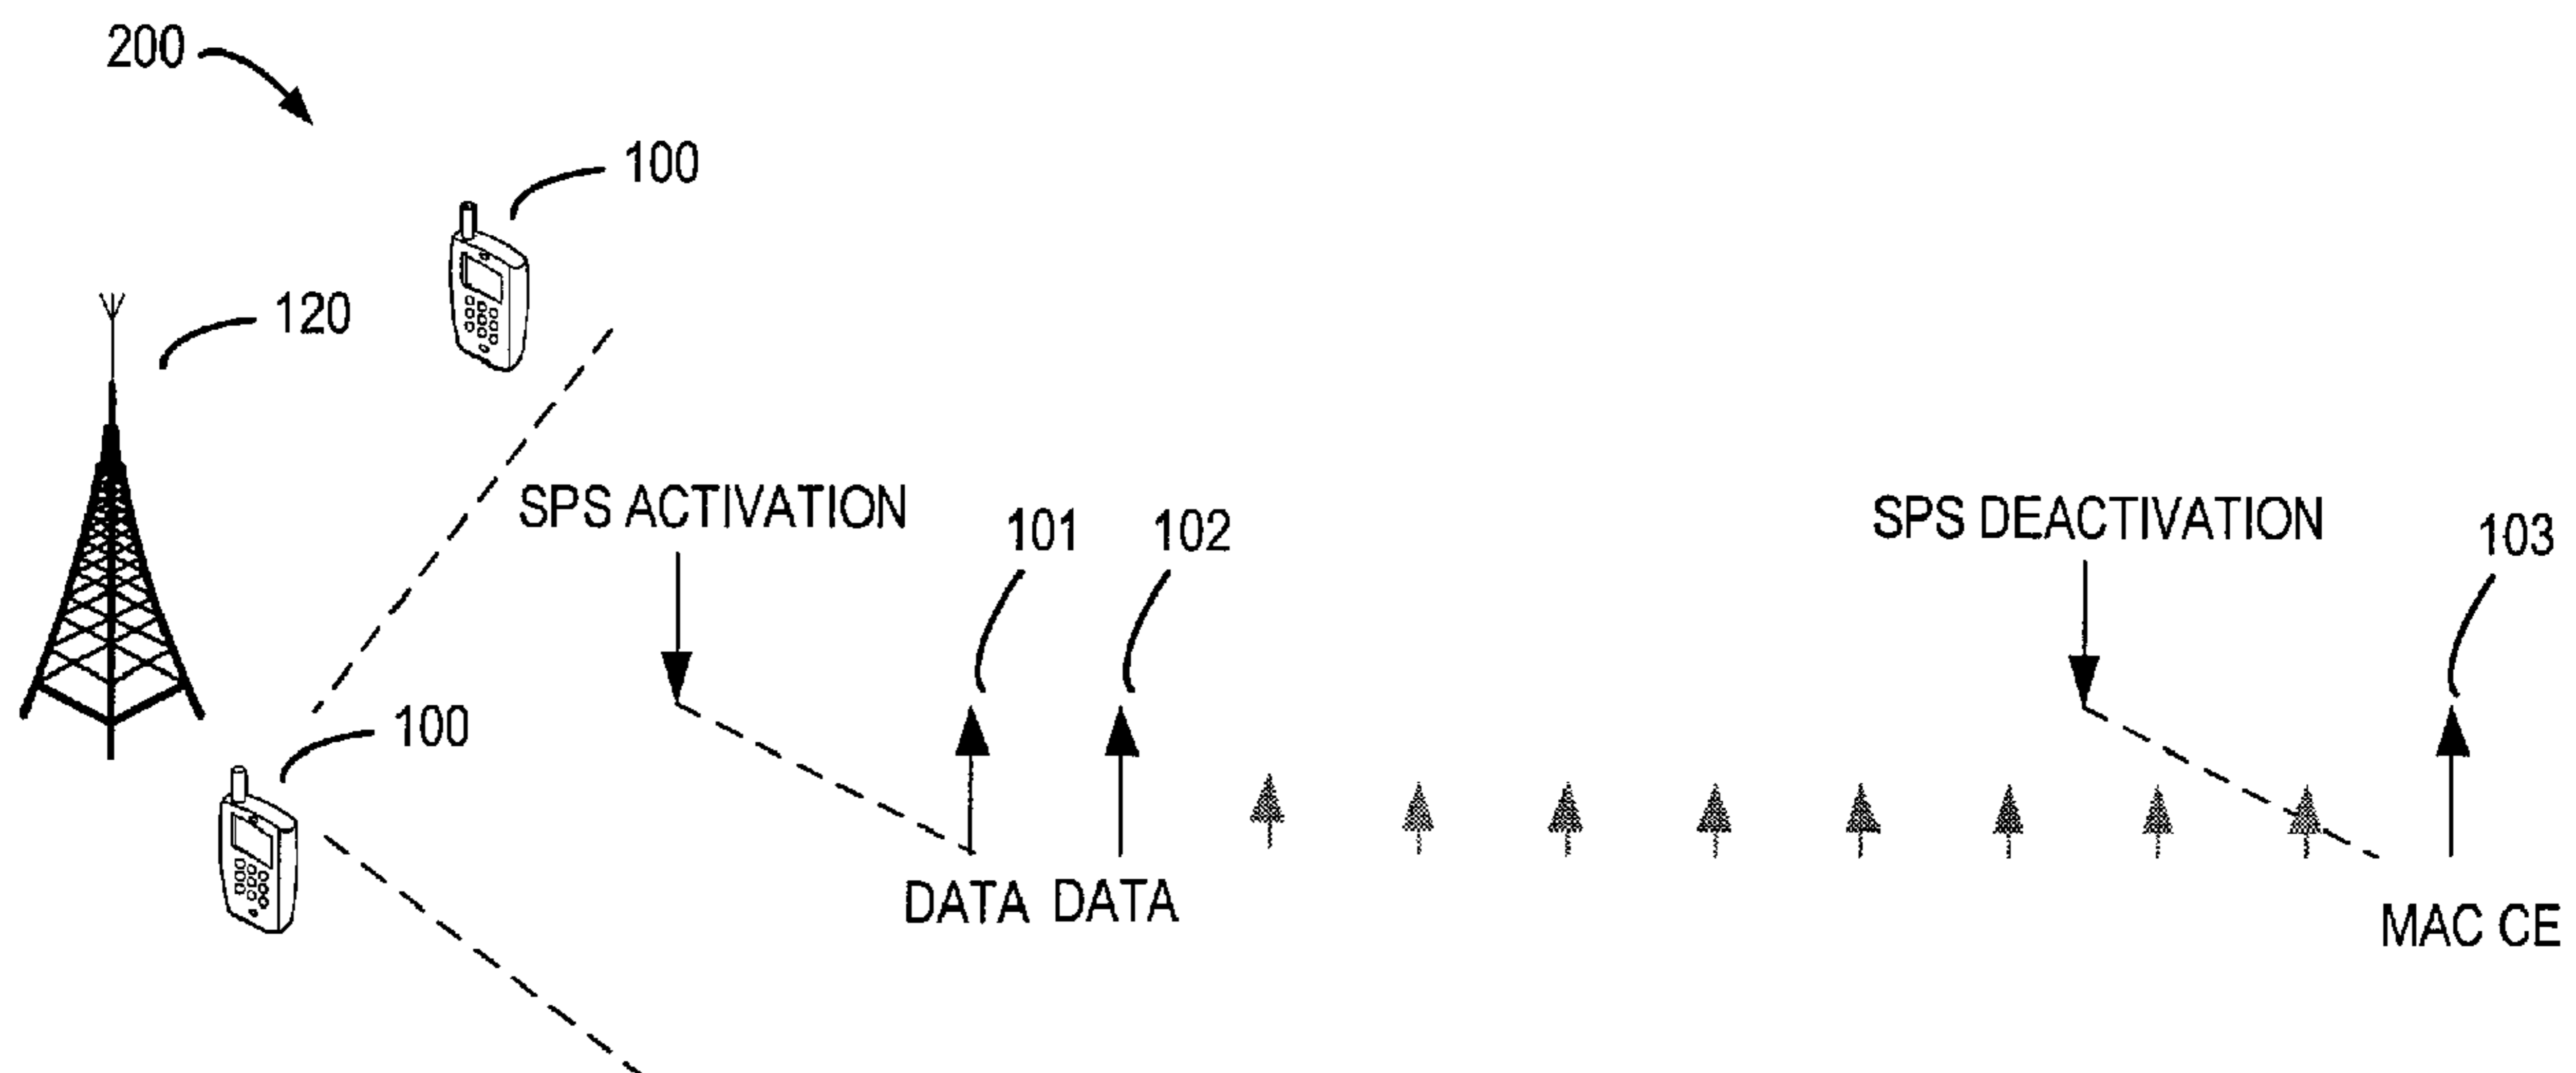 200
100
120
SPS ACTIVATION
101
102
SPS DEACTIVATION
103
100
DATA DATA
MAC CE